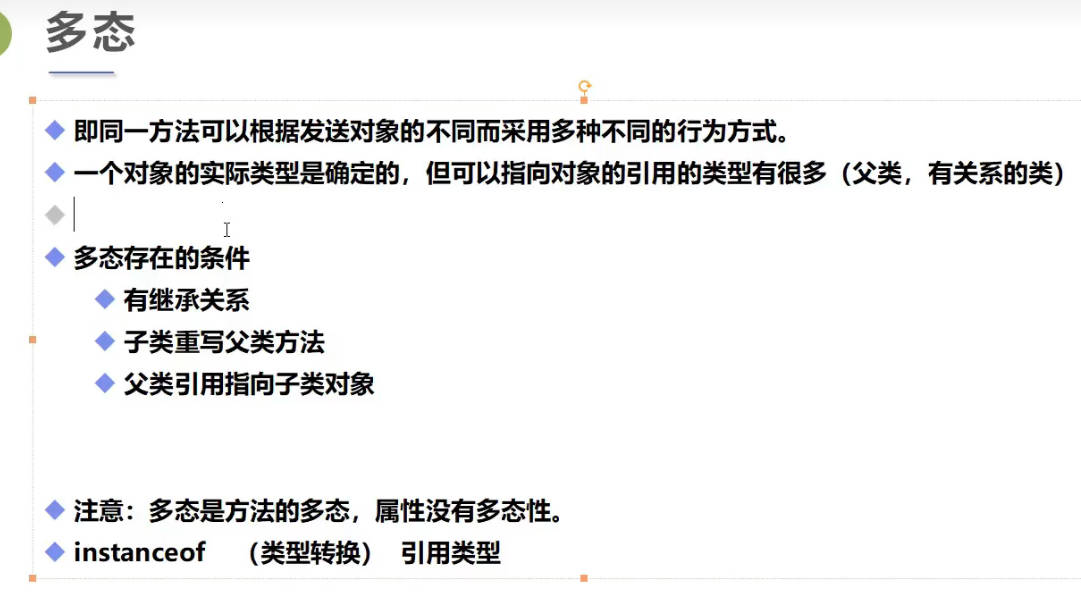 多态
即同一方法可以根据发送对象的不同而采用多种不同的行为方式。
一个对象的实际类型是确定的，但可以指向对象的引用的类型有很多（父类，有关系的类）
多态存在的条件
有继承关系
子类重写父类方法
父类引用指向子类对象
注意：多态是方法的多态，属性没有多态性。
instanceof （类型转换） 引用类型